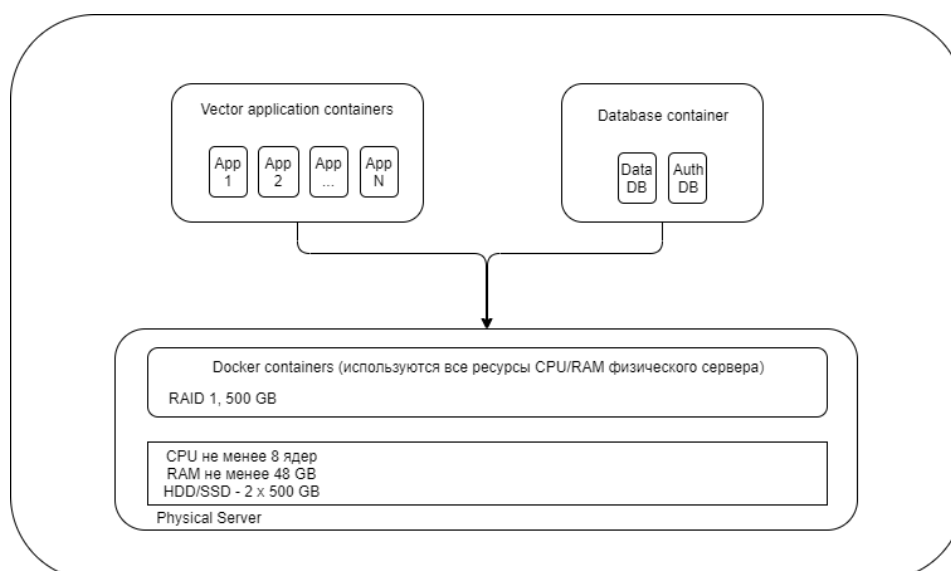 Vector application containers
App
1
App
2
App
...
App
N
Database container
Data
DB
Auth
DB
Docker containers (используются все ресурсы CPU/RAM физического сервера)
RAID 1, 500 GB
CPU не менее 8 ядер
RAM не менее 48 GB
HDD/SSD - 2 x 500 GB
Physical Server